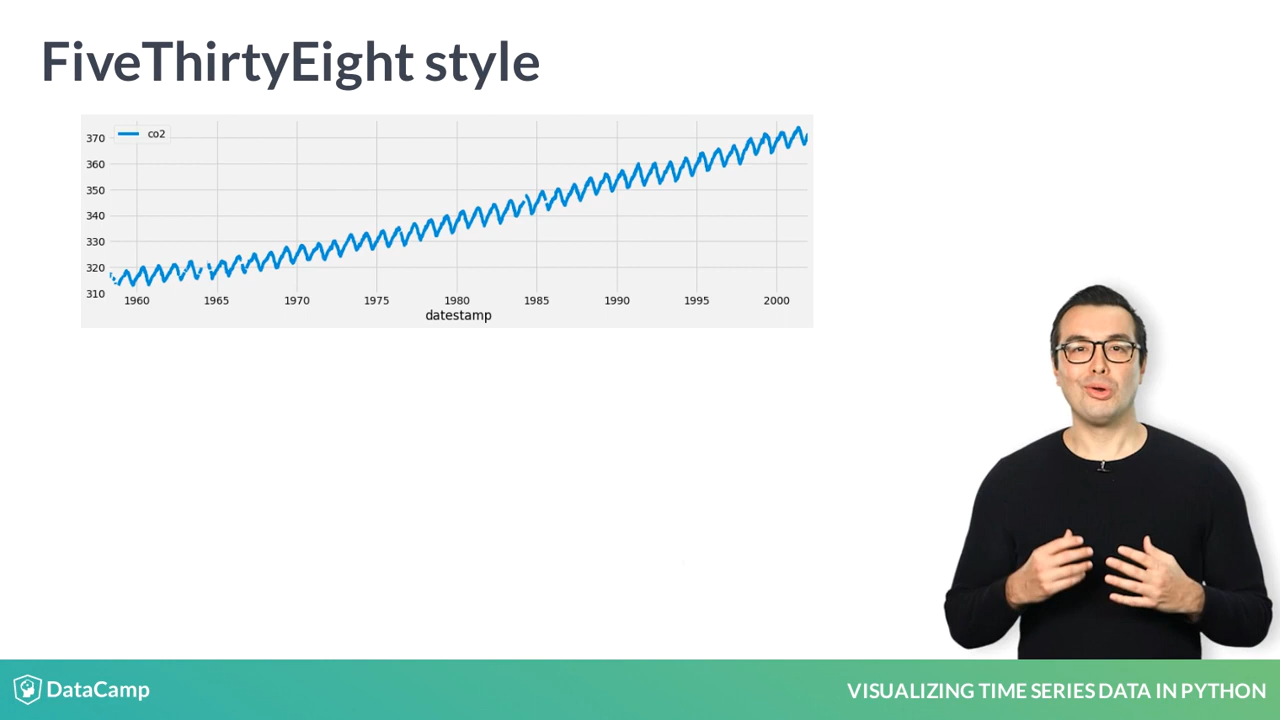 FiveThirtyEight style
co2
370
360
350
340
330
320
310
1960 1965 1970 1975 1980 1985 1990 1995 2000
datestamp
DataCamp
VISUALIZING TIME SERIES DATA IN PYTHON